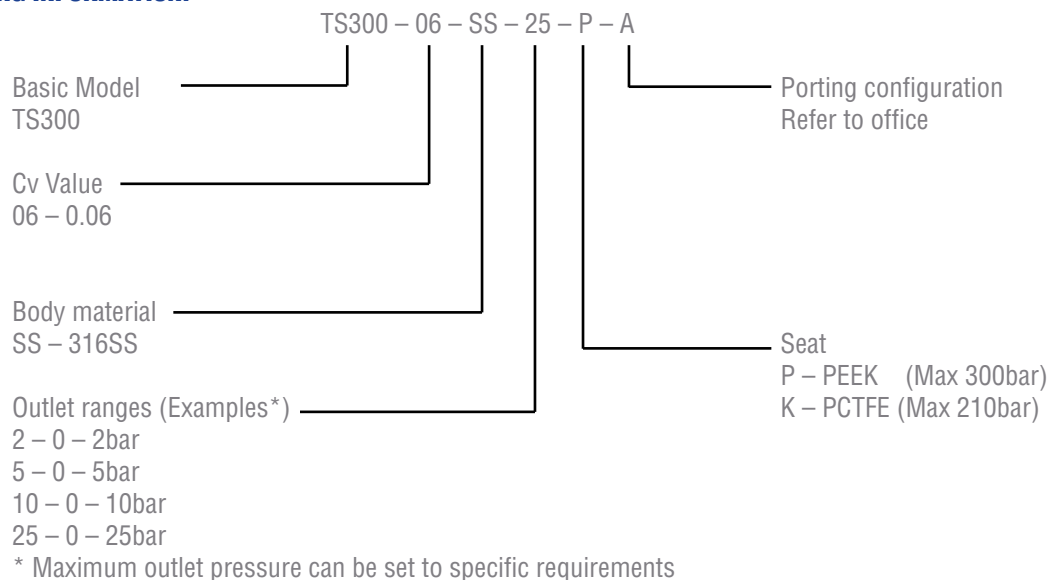 TS300 – 06 – SS – 25 – P – A
Basic Model
TS300
Porting configuration
Refer to office
Cv Value
06 – 0.06
Body material
SS – 316SS
Seat
P – PEEK (Max 300bar)
K – PCTFE (Max 210bar)
Outlet ranges (Examples*)
2 – 0 – 2bar
5 – 0 – 5bar
10 – 0 – 10bar
25 – 0 – 25bar
* Maximum outlet pressure can be set to specific requirements